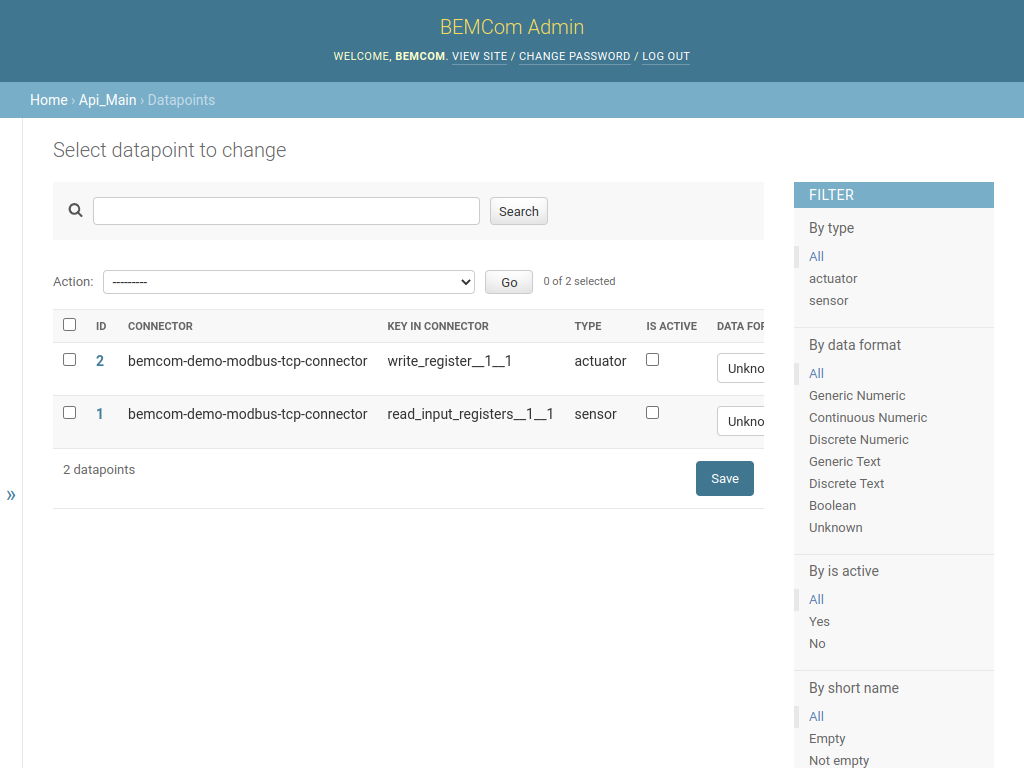 BEMCom Admin
WELCOME, BEMCOM. VIEW SITE / CHANGE PASSWORD / LOG OUT
Home › Api_Main › Datapoints
Select datapoint to change
Search
Action: --------- Go 0 of 2 selected
ID CONNECTOR KEY IN CONNECTOR TYPE IS ACTIVE DATA FOR
2 bemcom-demo-modbus-tcp-connector write_register__1__1 actuator Unkno
1 bemcom-demo-modbus-tcp-connector read_input_registers__1__1 sensor Unkno
2 datapoints
Save
»
FILTER
By type
All
actuator
sensor
By data format
All
Generic Numeric
Continuous Numeric
Discrete Numeric
Generic Text
Discrete Text
Boolean
Unknown
By is active
All
Yes
No
By short name
All
Empty
Not empty